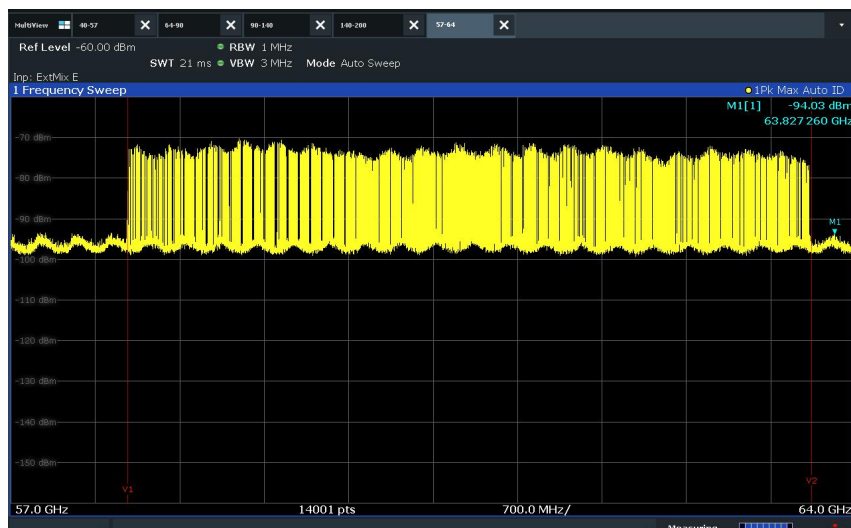 MultiView 40-57 X 64-90 X 90-140 X 140-200 X 57-64 X
Ref Level -60.00 dBm RBW 1 MHz
SWT 21 ms VBW 3 MHz Mode Auto Sweep
Inp: ExtMix E
1 Frequency Sweep 1Pk Max Auto ID
M1[1] -94.03 dBm
63.827 260 GHz
-70 dBm
-80 dBm
-90 dBm
M1
-100 dBm
-110 dBm
-120 dBm
-130 dBm
-140 dBm
-150 dBm
V1 V2
57.0 GHz 14001 pts 700.0 MHz/ 64.0 GHz
Measuring